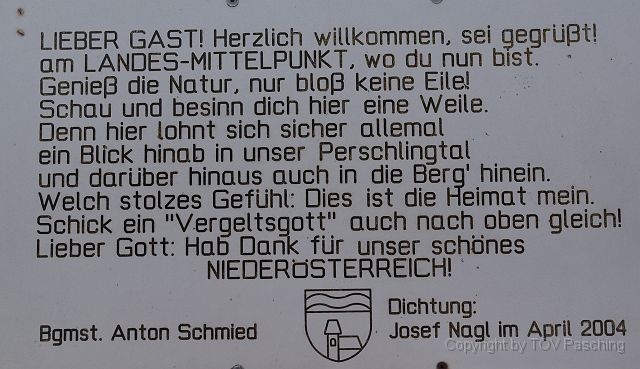 LIEBER GAST! Herzlich willkommen, sei gegrüßt!
am LANDES-MITTELPUNKT, wo du nun bist.
Genieß die Natur, nur bloß keine Eile!
Schau und besinn dich hier eine Weile.
Denn hier lohnt sich sicher allemal
ein Blick hinab in unser Perschlingtal
und darüber hinaus auch in die Berg' hinein.
Welch stolzes Gefühl: Dies ist die Heimat mein.
Schick ein "Vergeltsgott" auch nach oben gleich!
Lieber Gott: Hab Dank für unser schönes
NIEDERÖSTERREICH!
Bgmst. Anton Schmied
Dichtung:
Josef Nagl im April 2004
Copyright by TOV Pasching